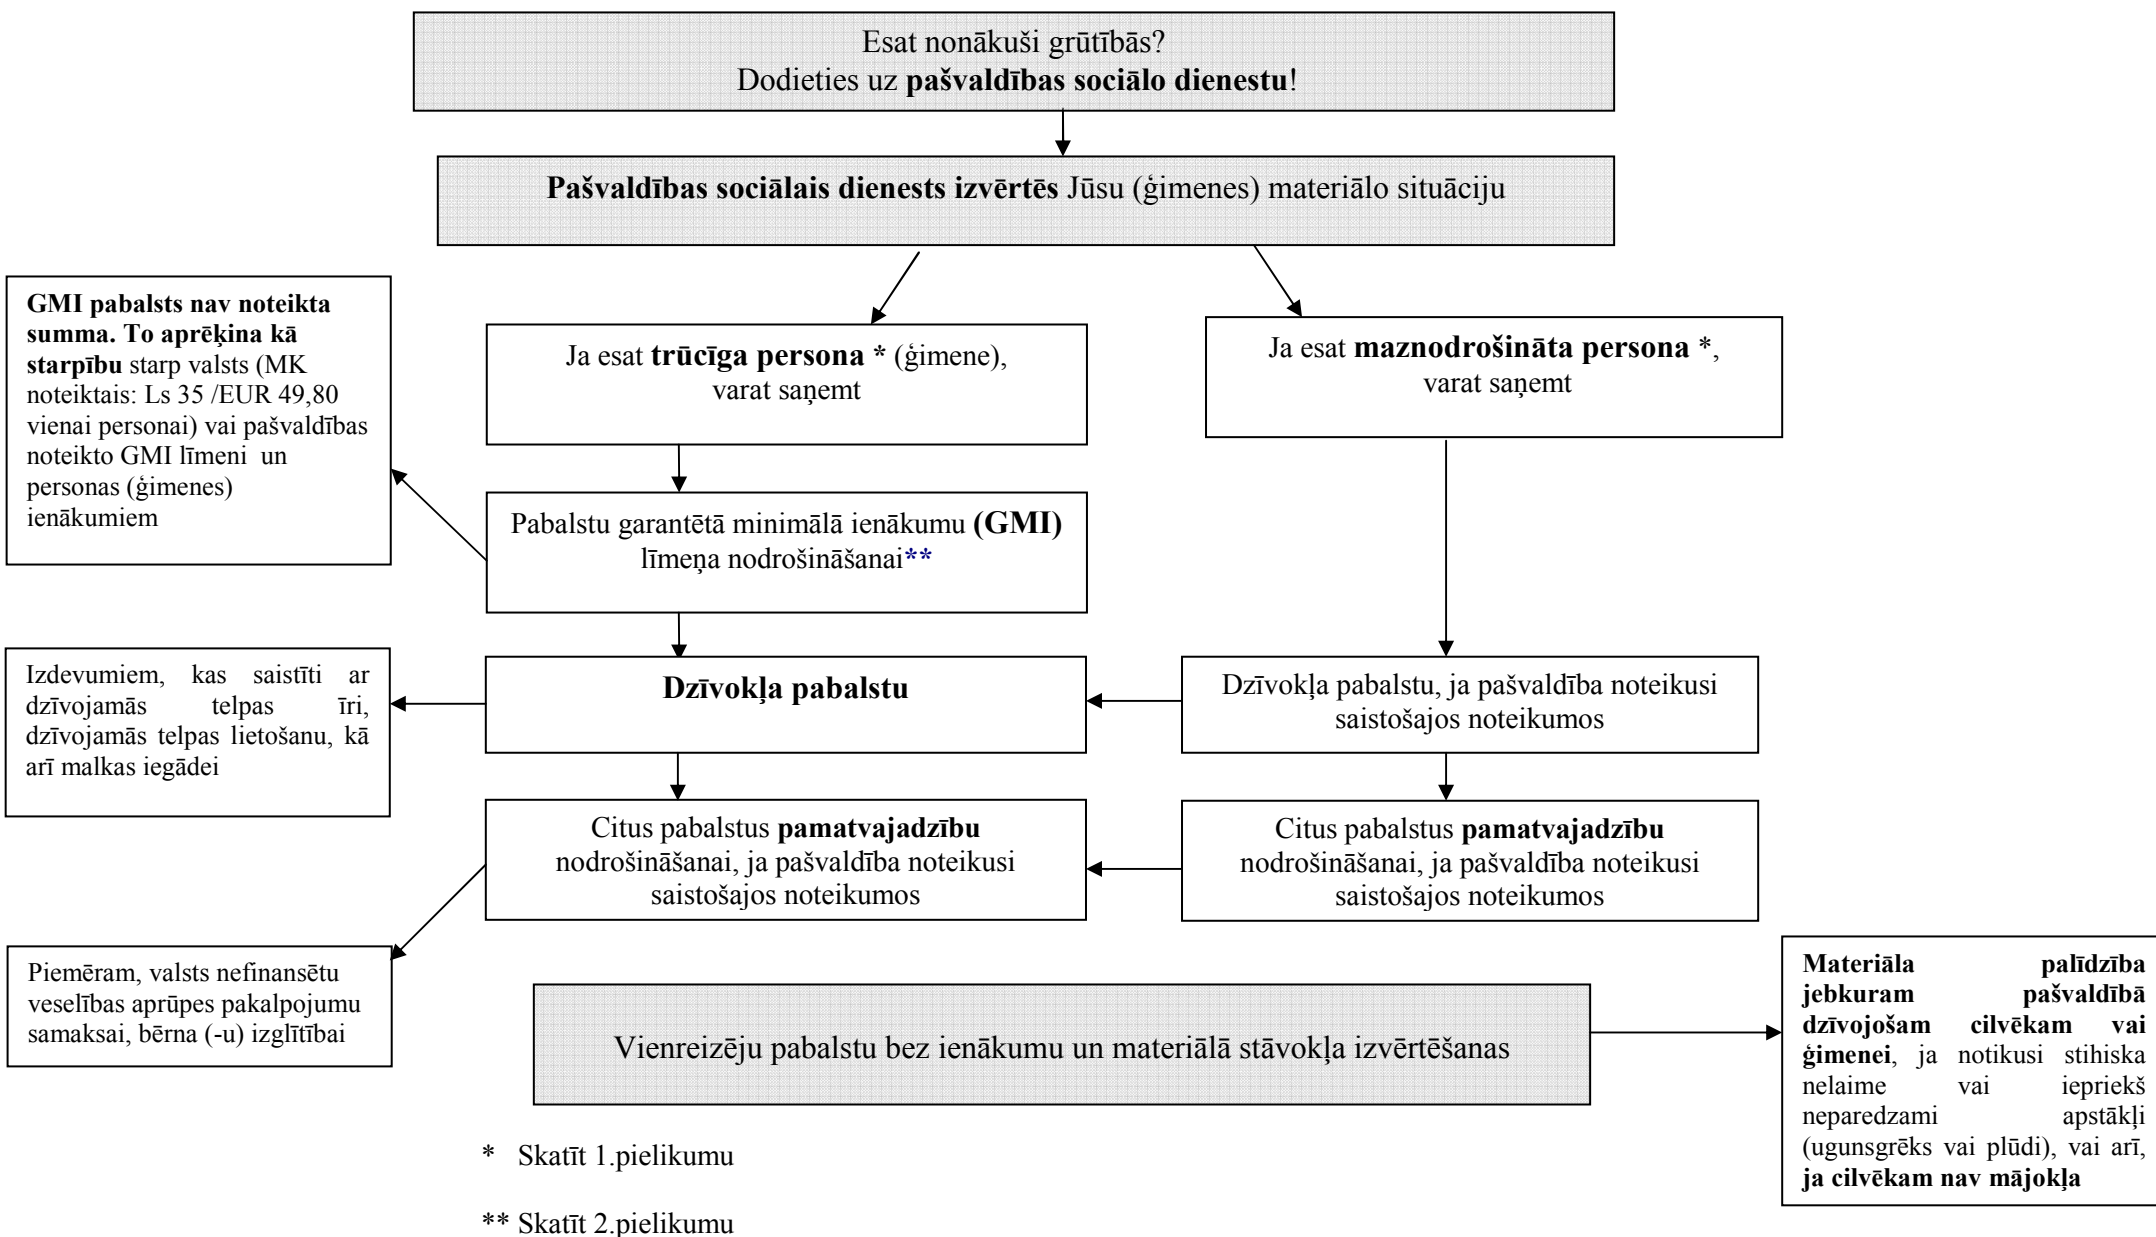 Esat nonākuši grūtībās?
Dodieties uz pašvaldības sociālo dienestu!
Pašvaldības sociālais dienests izvērtēs Jūsu (ģimenes) materiālo situāciju
GMI pabalsts nav noteikta
summa. To aprēķina kā
starpību starp valsts (MK
noteiktais: Ls 35 /EUR 49,80
vienai personai) vai pašvaldības
noteikto GMI līmeni un
personas (ģimenes)
ienākumiem
Ja esat trūcīga persona * (ģimene),
varat saņemt
Ja esat maznodrošināta persona *,
varat saņemt
Pabalstu garantētā minimālā ienākumu (GMI)
līmeņa nodrošināšanai**
Izdevumiem, kas saistīti ar
dzīvojamās telpas īri,
dzīvojamās telpas lietošanu, kā
arī malkas iegādei
Dzīvokļa pabalstu
Dzīvokļa pabalstu, ja pašvaldība noteikusi
saistošajos noteikumos
Citus pabalstus pamatvajadzību
nodrošināšanai, ja pašvaldība noteikusi
saistošajos noteikumos
Citus pabalstus pamatvajadzību
nodrošināšanai, ja pašvaldība noteikusi
saistošajos noteikumos
Piemēram, valsts nefinansētu
veselības aprūpes pakalpojumu
samaksai, bērna (-u) izglītībai
Vienreizēju pabalstu bez ienākumu un materiālā stāvokļa izvērtēšanas
Materiāla palīdzība
jebkuram pašvaldībā
dzīvojošam cilvēkam vai
ģimenei, ja notikusi stihiska
nelaime vai iepriekš
neparedzami apstākļi
(ugunsgrēks vai plūdi), vai arī,
ja cilvēkam nav mājokļa
* Skatīt 1.pielikumu
** Skatīt 2.pielikumu